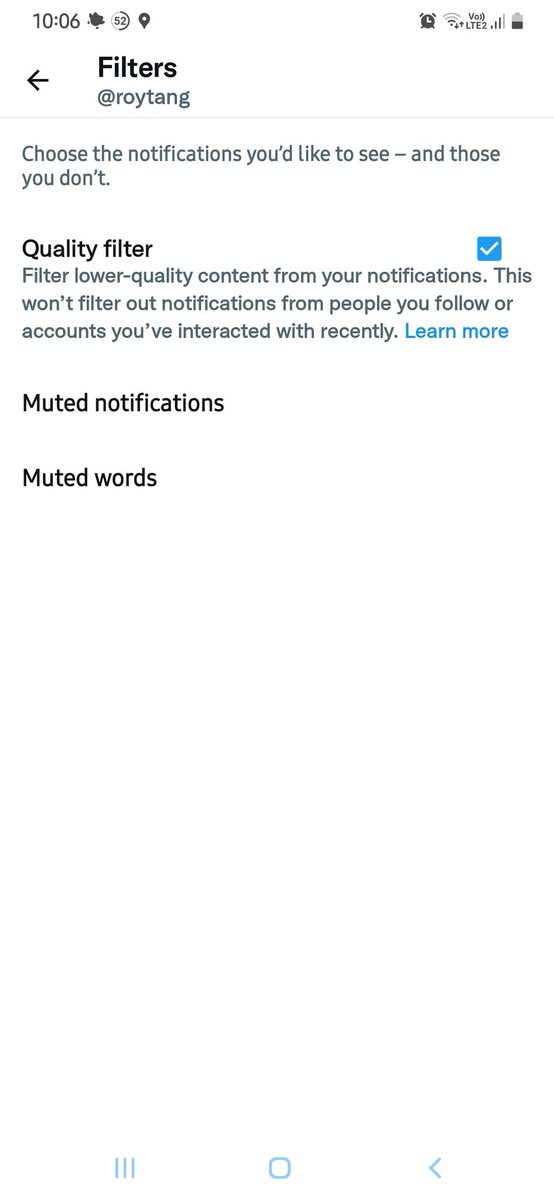 10:06 52 Vo)) LTE2
Filters
@roytang
Choose the notifications you’d like to see – and those
you don’t.
Quality filter
Filter lower-quality content from your notifications. This
won’t filter out notifications from people you follow or
accounts you’ve interacted with recently. Learn more
Muted notifications
Muted words